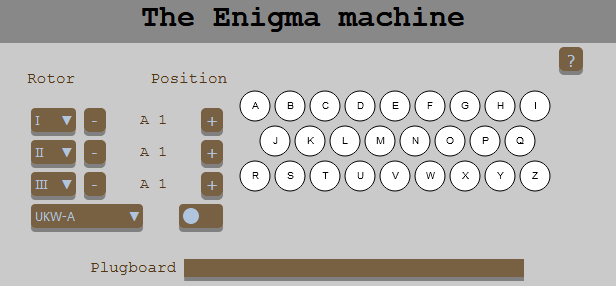 The Enigma machine
?
Rotor Position
I ▼ - A 1 +
II ▼ - A 1 +
III ▼ - A 1 +
UKW-A ▼
A B C D E F G H I
J K L M N O P Q
R S T U V W X Y Z
Plugboard